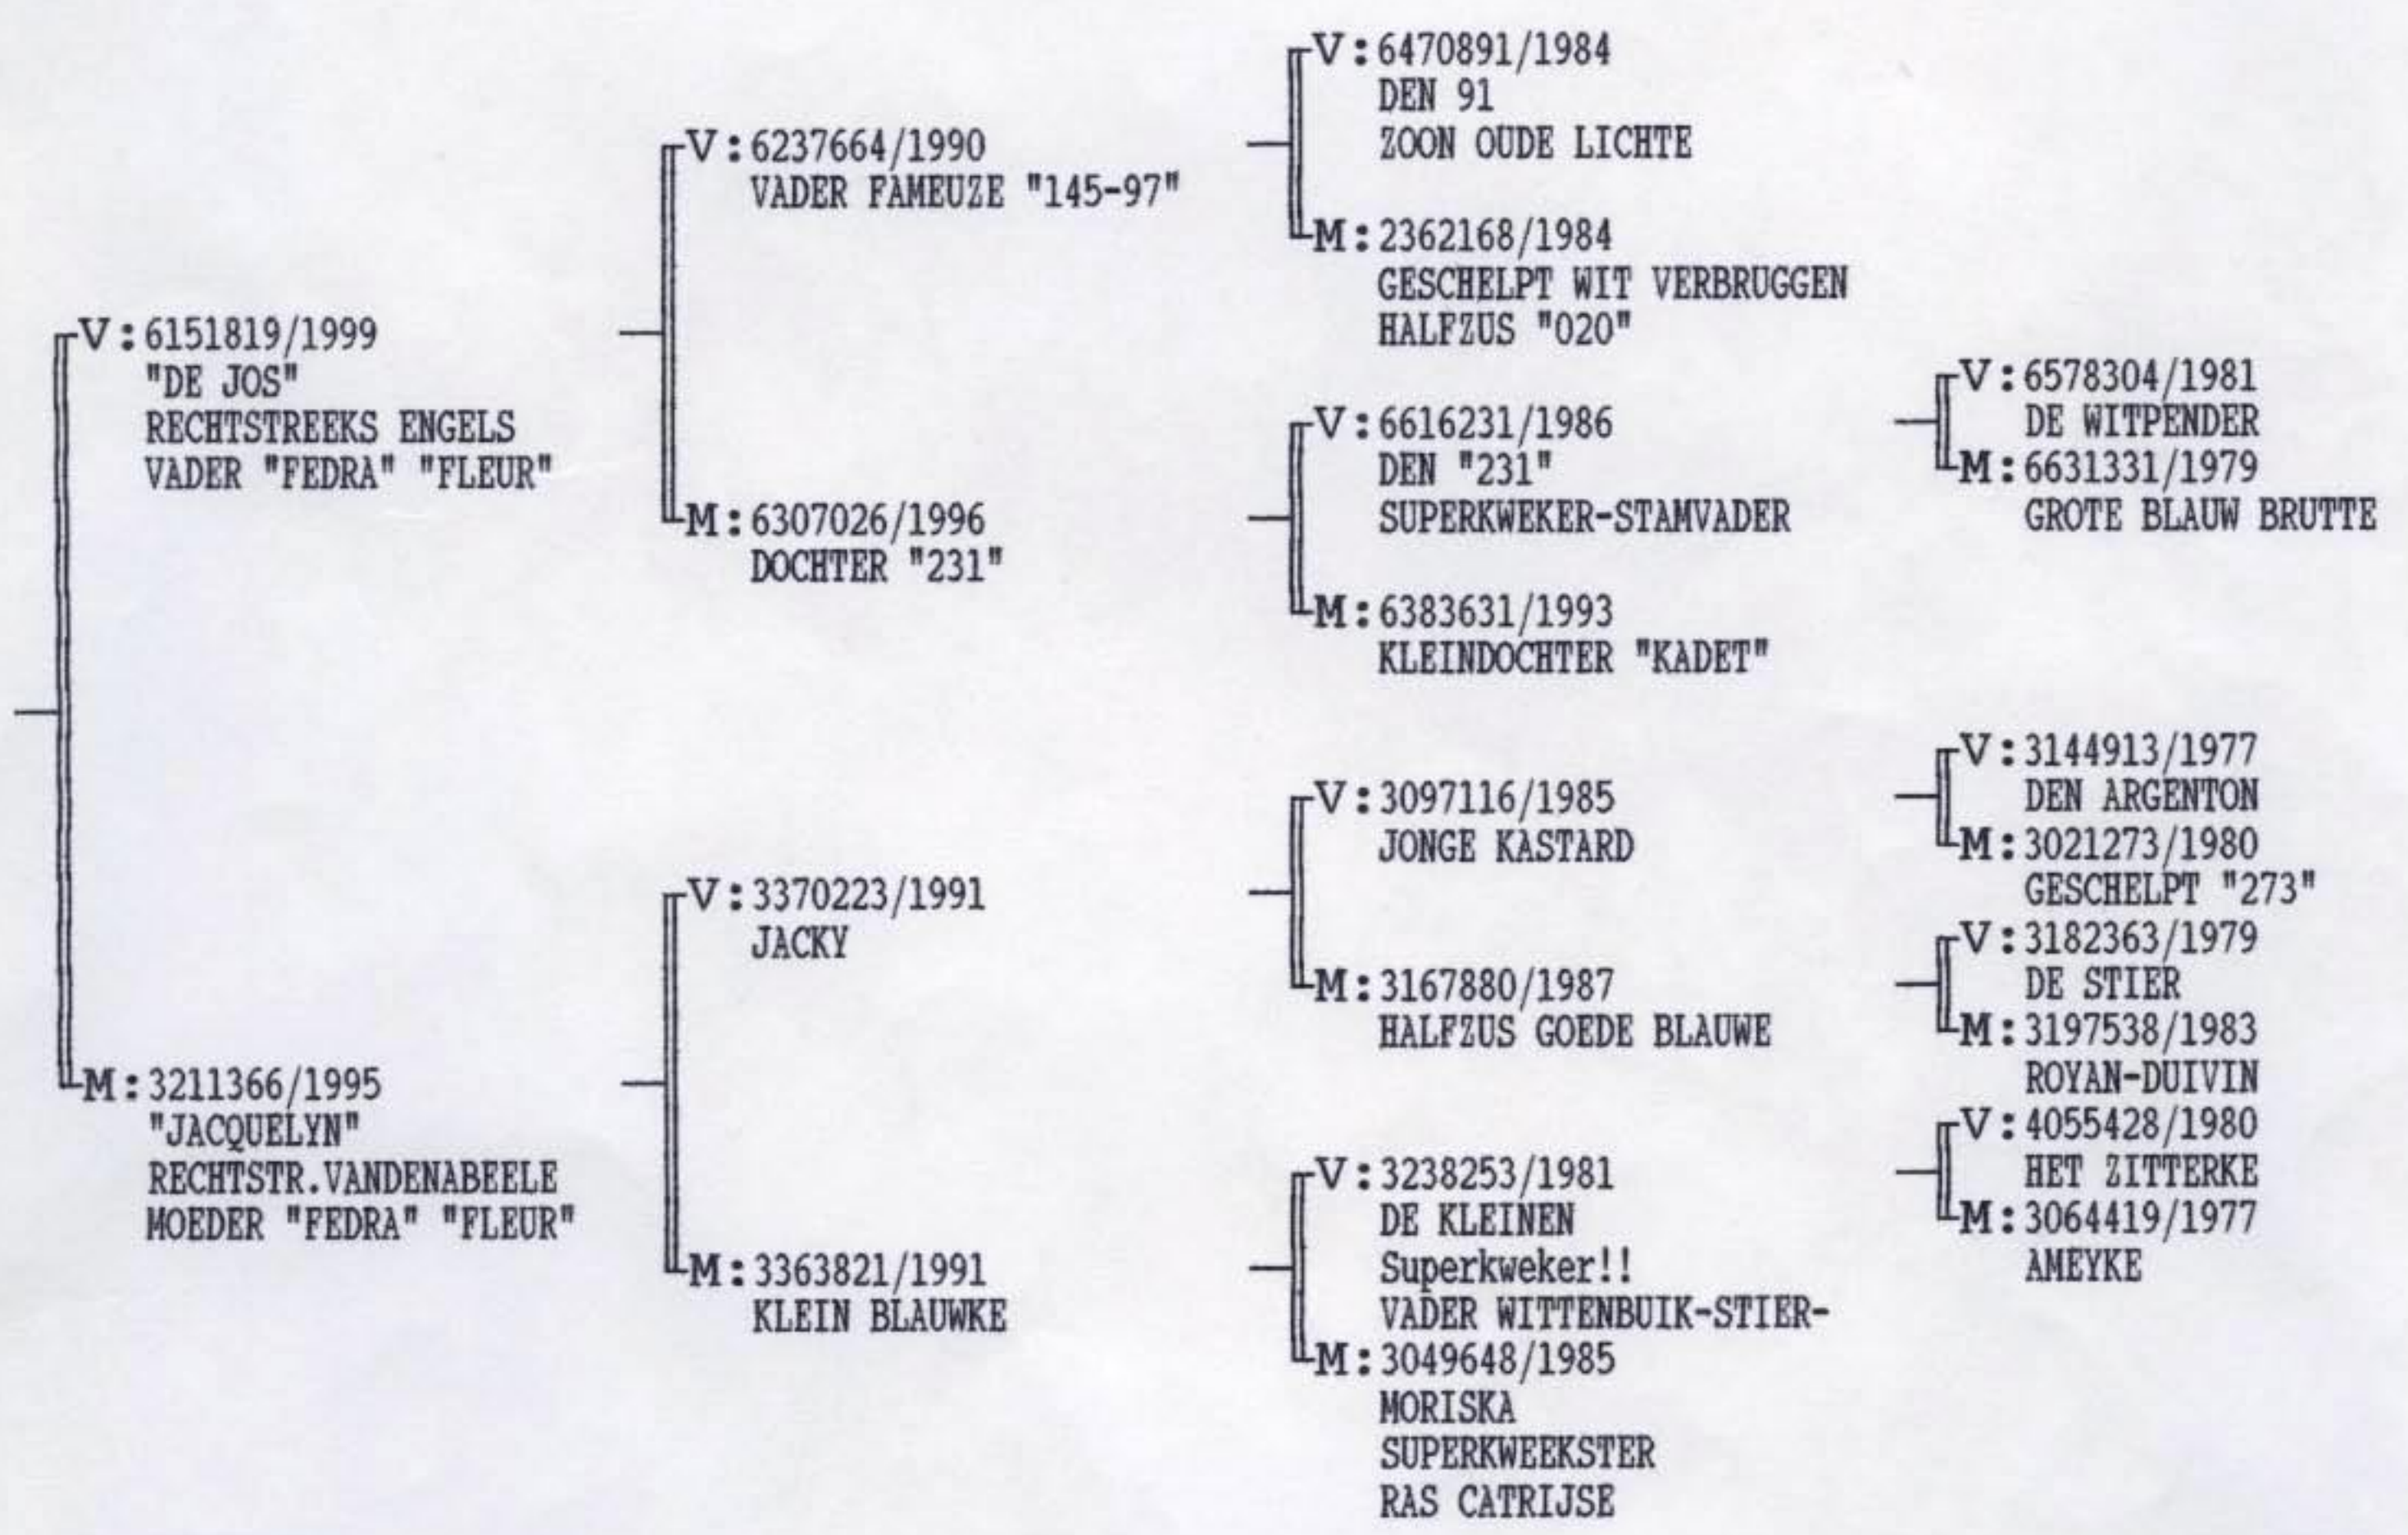 V:6151819/1999
"DE JOS"
RECHTSTREEKS ENGELS
VADER "FEDRA" "FLEUR"
M:3211366/1995
"JACQUELYN"
RECHTSTR.VANDENABEELE
MOEDER "FEDRA" "FLEUR"
V:6237664/1990
VADER FAMEUZE "145-97"
M:6307026/1996
DOCHTER "231"
V:3370223/1991
JACKY
M:3363821/1991
KLEIN BLAUWKE
V:6470891/1984
DEN 91
ZOON OUDE LICHTE
M:2362168/1984
GESCHELPT WIT VERBRUGGEN
HALFZUS "020"
V:6616231/1986
DEN "231"
SUPERKWEKER-STAMVADER
M:6383631/1993
KLEINDOCHTER "KADET"
V:3097116/1985
JONGE KASTARD
M:3167880/1987
HALFZUS GOEDE BLAUWE
V:3238253/1981
DE KLEINEN
Superkweker!!
VADER WITTENBUIK-STIER-
M:3049648/1985
MORISKA
SUPERKWEEKSTER
RAS CATRIJSE
V:6578304/1981
DE WITPENDER
M:6631331/1979
GROTE BLAUW BRUTTE
V:3144913/1977
DEN ARGENTON
M:3021273/1980
GESCHELPT "273"
V:3182363/1979
DE STIER
M:3197538/1983
ROYAN-DUIVIN
V:4055428/1980
HET ZITTERKE
M:3064419/1977
AMEYKE